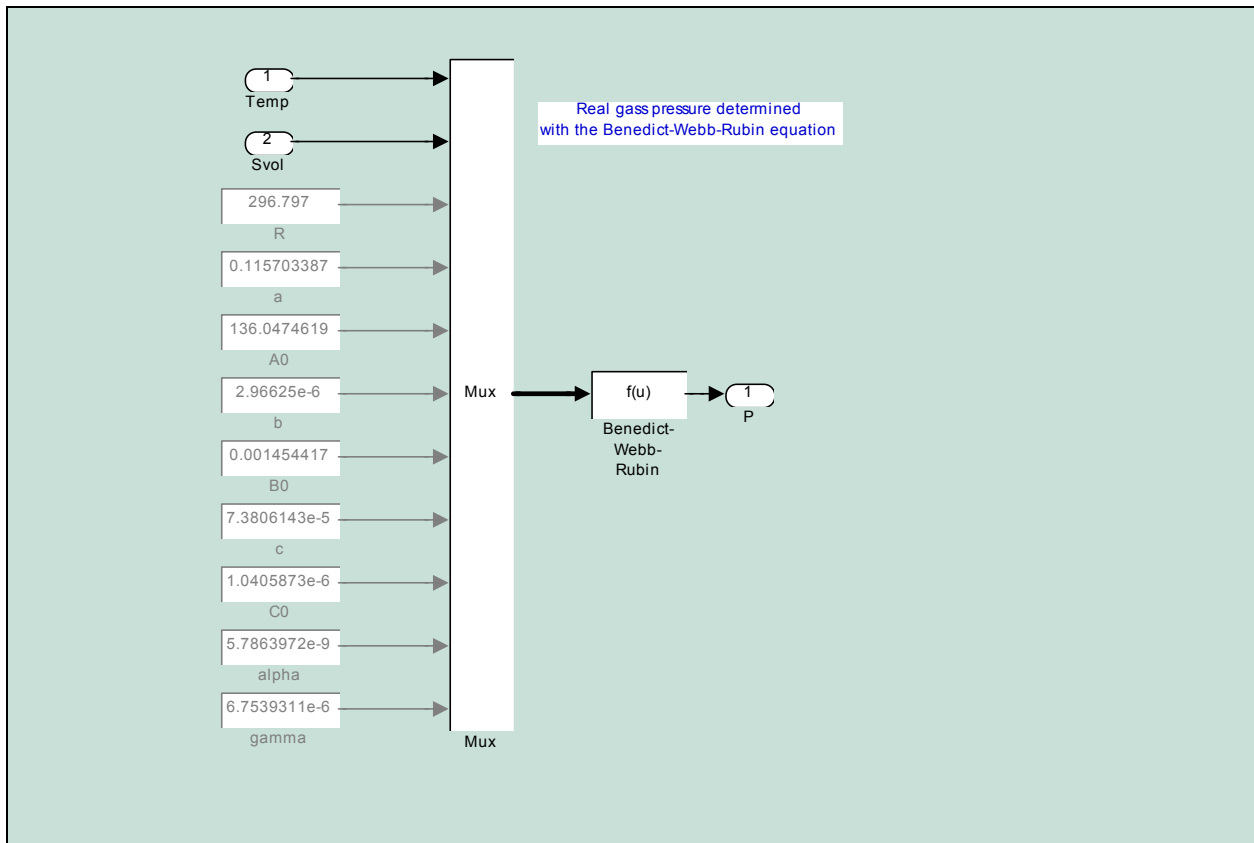 1
Temp
2
Svol
Real gass pressure determined
with the Benedict-Webb-Rubin equation
296.797
R
0.115703387
a
136.0474619
A0
2.96625e-6
b
0.001454417
B0
7.3806143e-5
c
1.0405873e-6
C0
5.7863972e-9
alpha
6.7539311e-6
gamma
Mux
Mux
f(u)
Benedict-
Webb-
Rubin
1
P